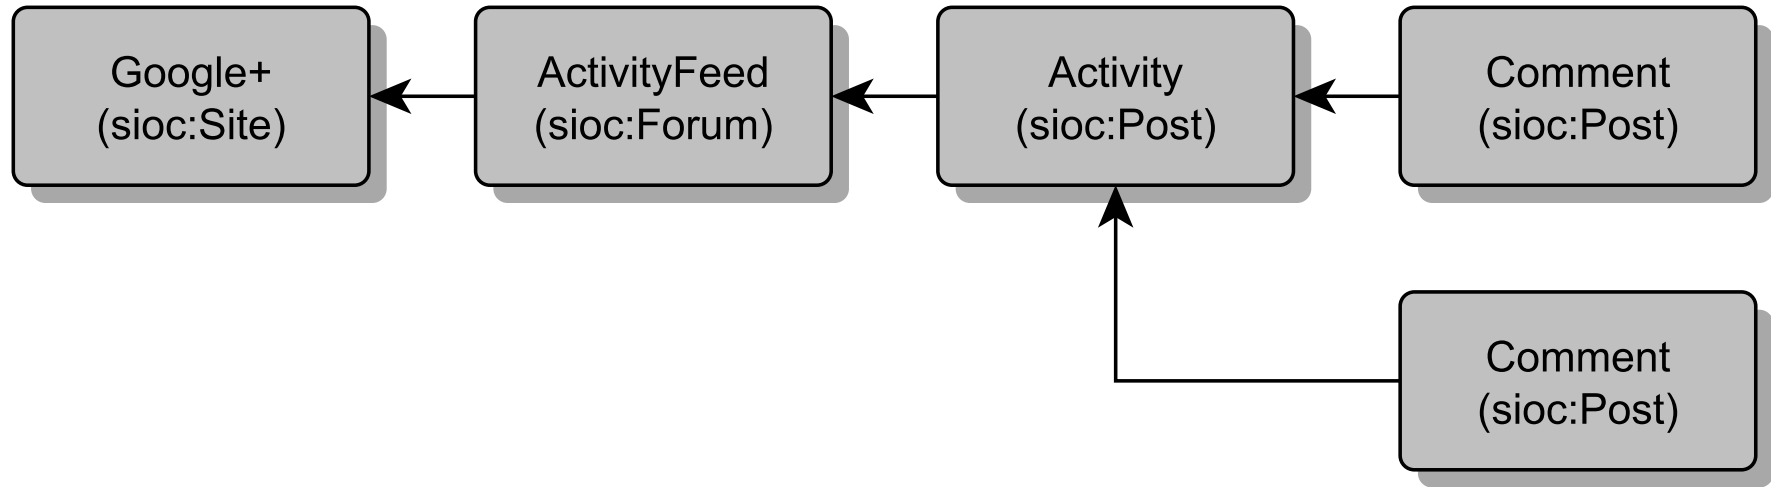 Google+
(sioc:Site)
ActivityFeed
(sioc:Forum)
Activity
(sioc:Post)
Comment
(sioc:Post)
Comment
(sioc:Post)